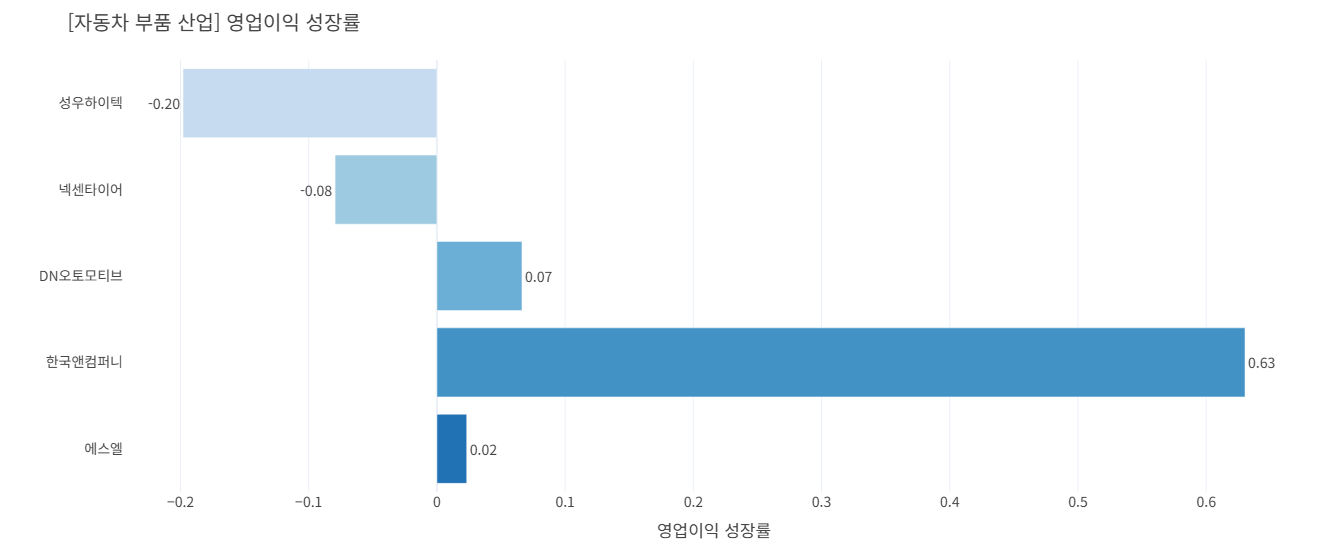 [자동차 부품 산업] 영업이익 성장률
성우하이텍
-0.20
넥센타이어
-0.08
DN오토모티브
0.07
한국앤컴퍼니
0.63
에스엘
0.02
−0.2
−0.1
0
0.1
0.2
0.3
0.4
0.5
0.6
영업이익 성장률